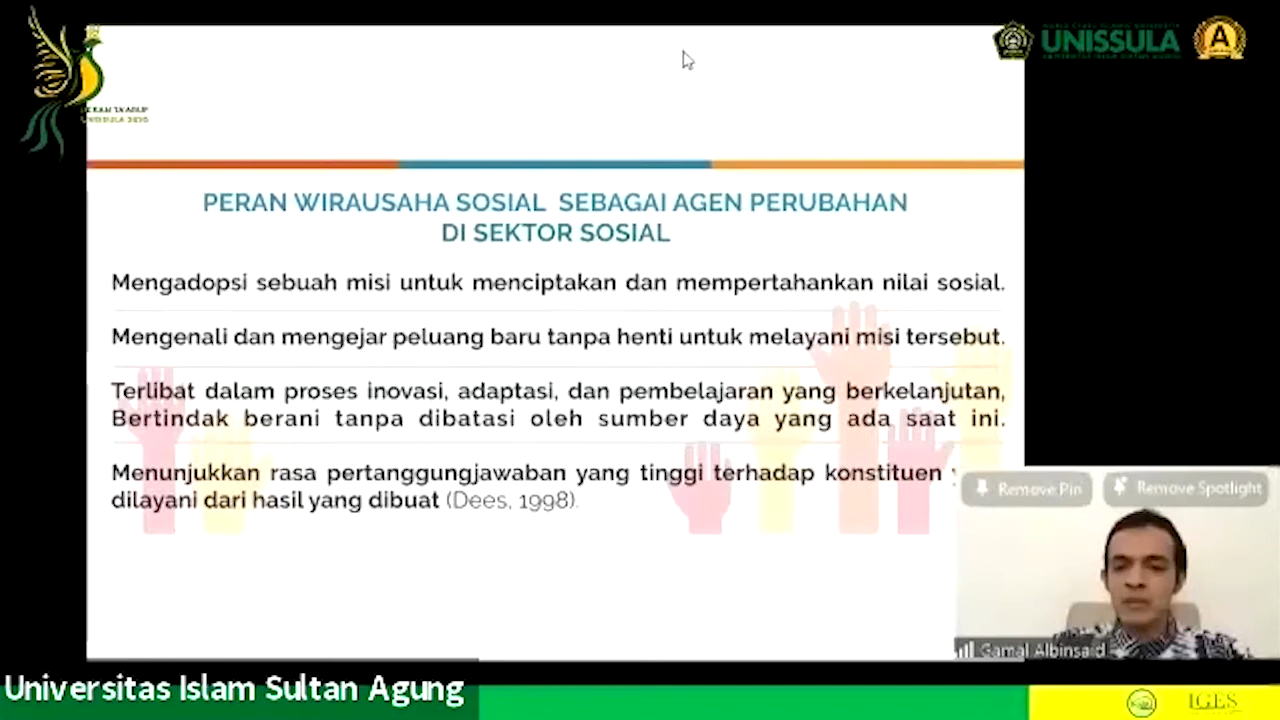 UNISSULA
A
PERAN WIRAUSAHA SOSIAL SEBAGAI AGEN PERUBAHAN
DI SEKTOR SOSIAL
Mengadopsi sebuah misi untuk menciptakan dan mempertahankan nilai sosial.
Mengenali dan mengejar peluang baru tanpa henti untuk melayani misi tersebut.
Terlibat dalam proses inovasi, adaptasi, dan pembelajaran yang berkelanjutan,
Bertindak berani tanpa dibatasi oleh sumber daya yang ada saat ini.
Menunjukkan rasa pertanggungjawaban yang tinggi terhadap konstituen
dilayani dari hasil yang dibuat (Dees, 1998).
Remove Pin
Remove Spotlight
Gamal Albinsaid
Universitas Islam Sultan Agung
IGES